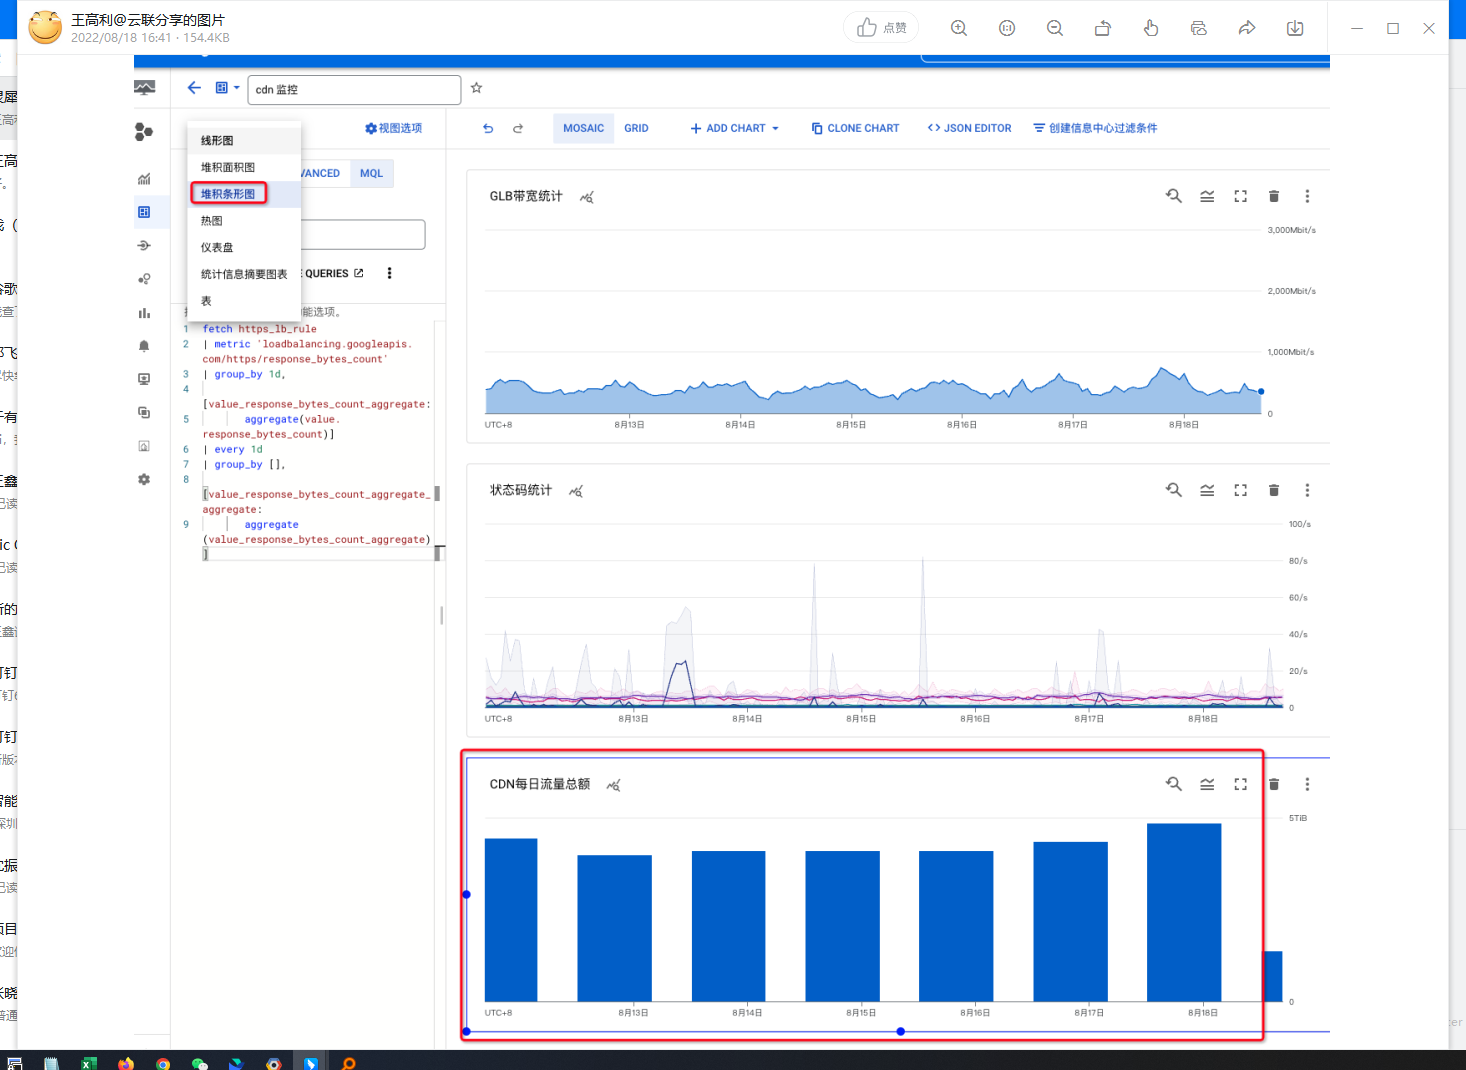 王高利@云联分享的图片
2022/08/18 16:41 · 154.4KB
点赞
cdn 监控
视图选项
MOSAIC
GRID
ADD CHART
CLONE CHART
JSON EDITOR
创建信息中心过滤条件
线形图
堆积面积图
堆积条形图
热图
仪表盘
统计信息摘要图表
表
VANCED
MQL
QUERIES
能选项。
1 fetch https_lb_rule
2 | metric 'loadbalancing.googleapis.
com/https/response_bytes_count'
3 | group_by 1d,
4
[value_response_bytes_count_aggregate:
5 aggregate(value.
response_bytes_count)]
6 | every 1d
7 | group_by [],
8
[value_response_bytes_count_aggregate_
aggregate:
9 aggregate
(value_response_bytes_count_aggregate)
]
GLB带宽统计
3,000Mbit/s
2,000Mbit/s
1,000Mbit/s
0
UTC+8 8月13日 8月14日 8月15日 8月16日 8月17日 8月18日
状态码统计
100/s
80/s
60/s
40/s
20/s
0
UTC+8 8月13日 8月14日 8月15日 8月16日 8月17日 8月18日
CDN每日流量总额
5TiB
0
UTC+8 8月13日 8月14日 8月15日 8月16日 8月17日 8月18日